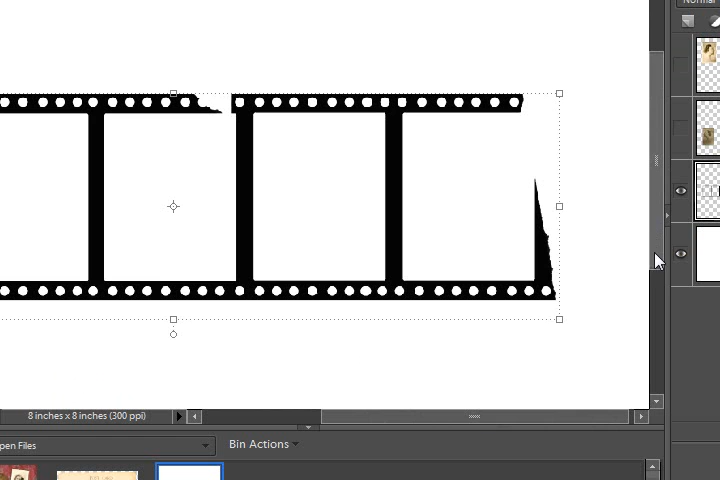 Normal
8 inches x 8 inches (300 ppi)
pen Files
Bin Actions